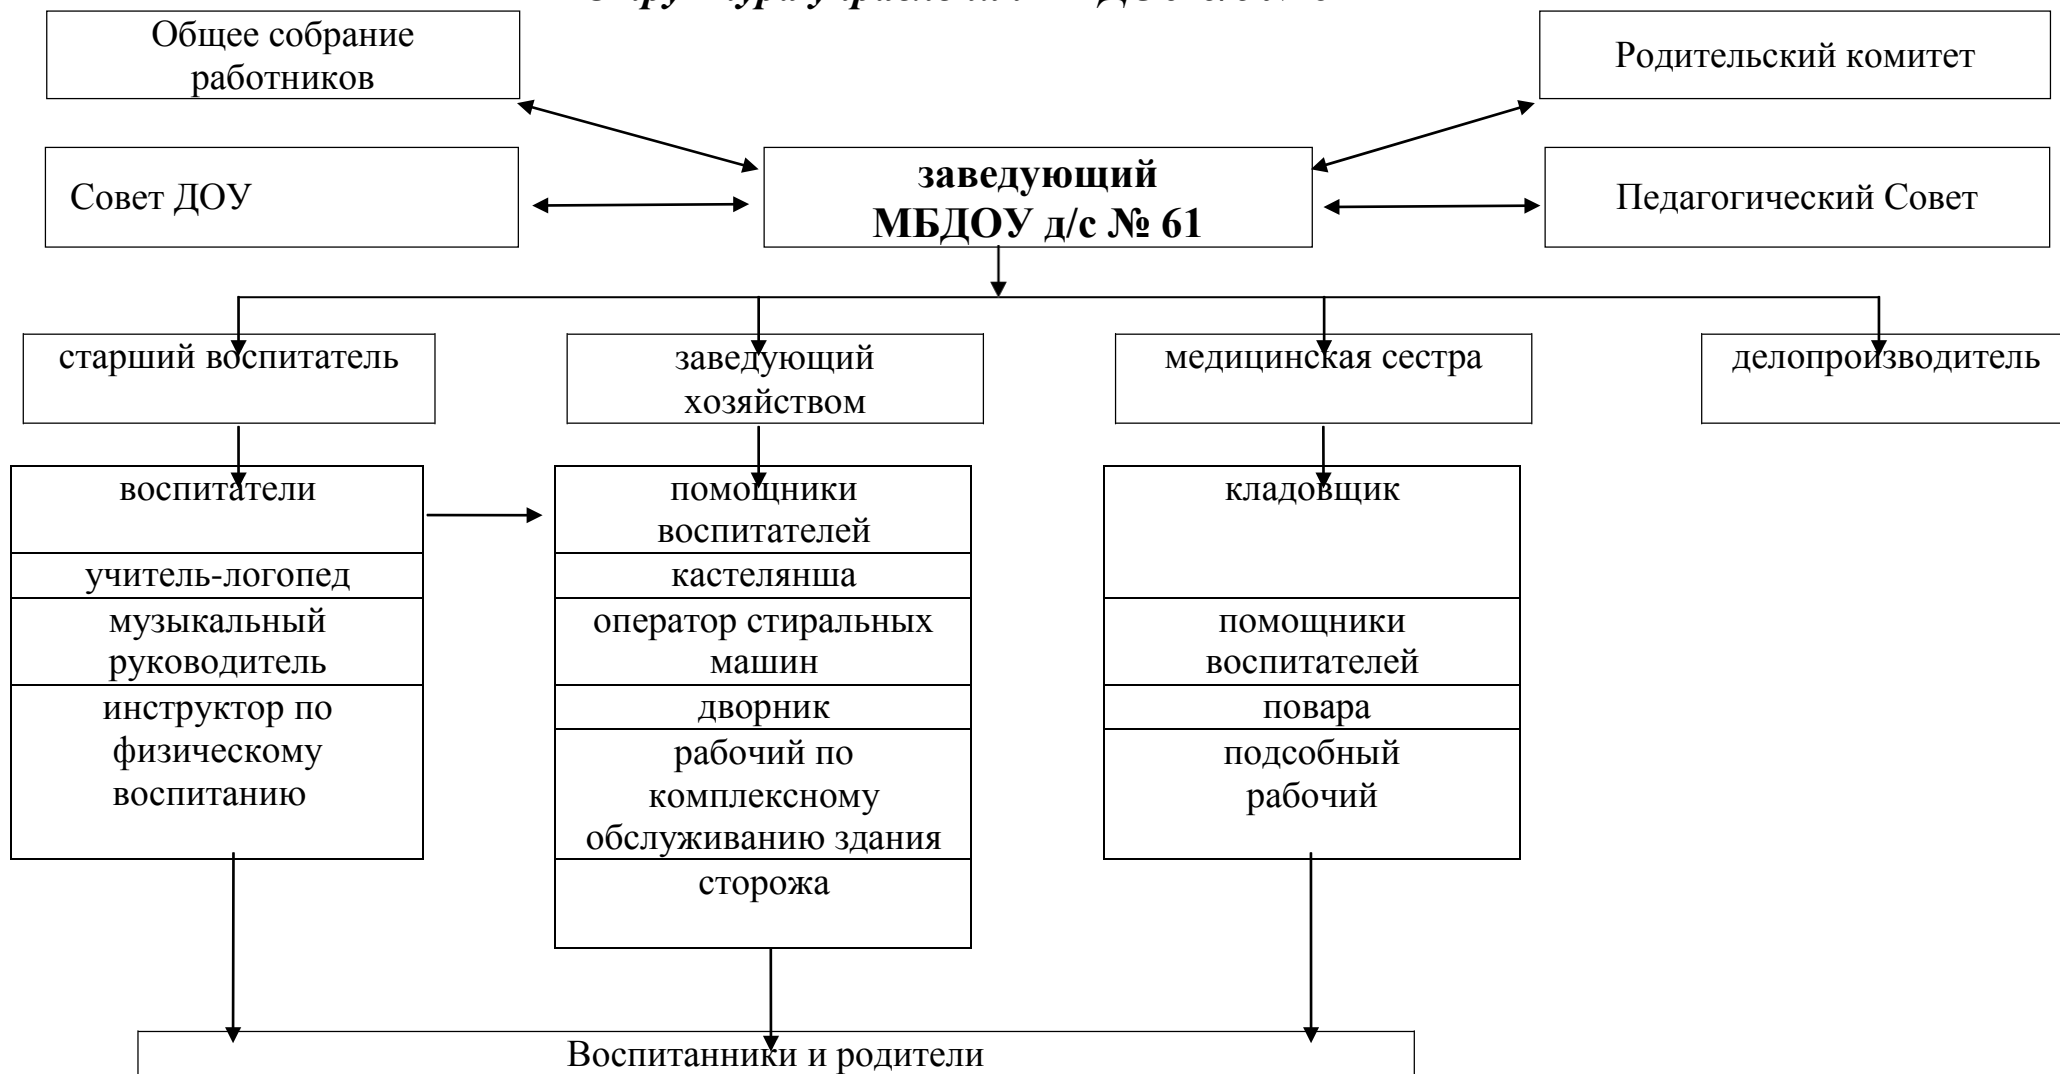 Общее собрание
работников
Родительский комитет
Совет ДОУ
заведующий
МБДОУ д/с № 61
Педагогический Совет
старший воспитатель
заведующий
хозяйством
медицинская сестра
делопроизводитель
воспитатели
учитель-логопед
музыкальный
руководитель
инструктор по
физическому
воспитанию
помощники
воспитателей
кастелянша
оператор стиральных
машин
дворник
рабочий по
комплексному
обслуживанию здания
сторожа
кладовщик
помощники
воспитателей
повара
подсобный
рабочий
Воспитанники и родители